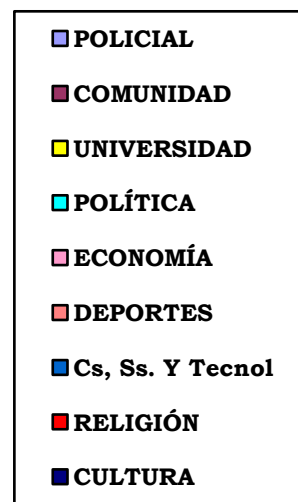 POLICIAL
COMUNIDAD
UNIVERSIDAD
POLÍTICA
ECONOMÍA
DEPORTES
Cs, Ss. Y Tecnol
RELIGIÓN
CULTURA